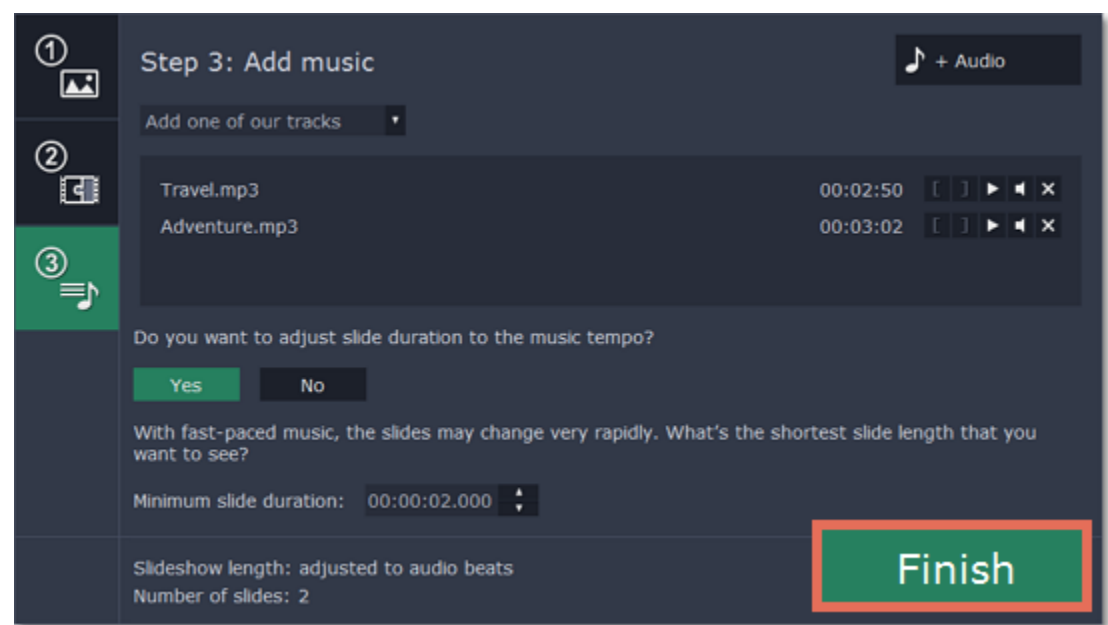 1
Step 3: Add music
+ Audio
Add one of our tracks
2
Travel.mp3 00:02:50 [ ]
Adventure.mp3 00:03:02 [ ]
3
Do you want to adjust slide duration to the music tempo?
Yes No
With fast-paced music, the slides may change very rapidly. What's the shortest slide length that you
want to see?
Minimum slide duration: 00:00:02.000
Slideshow length: adjusted to audio beats
Number of slides: 2
Finish